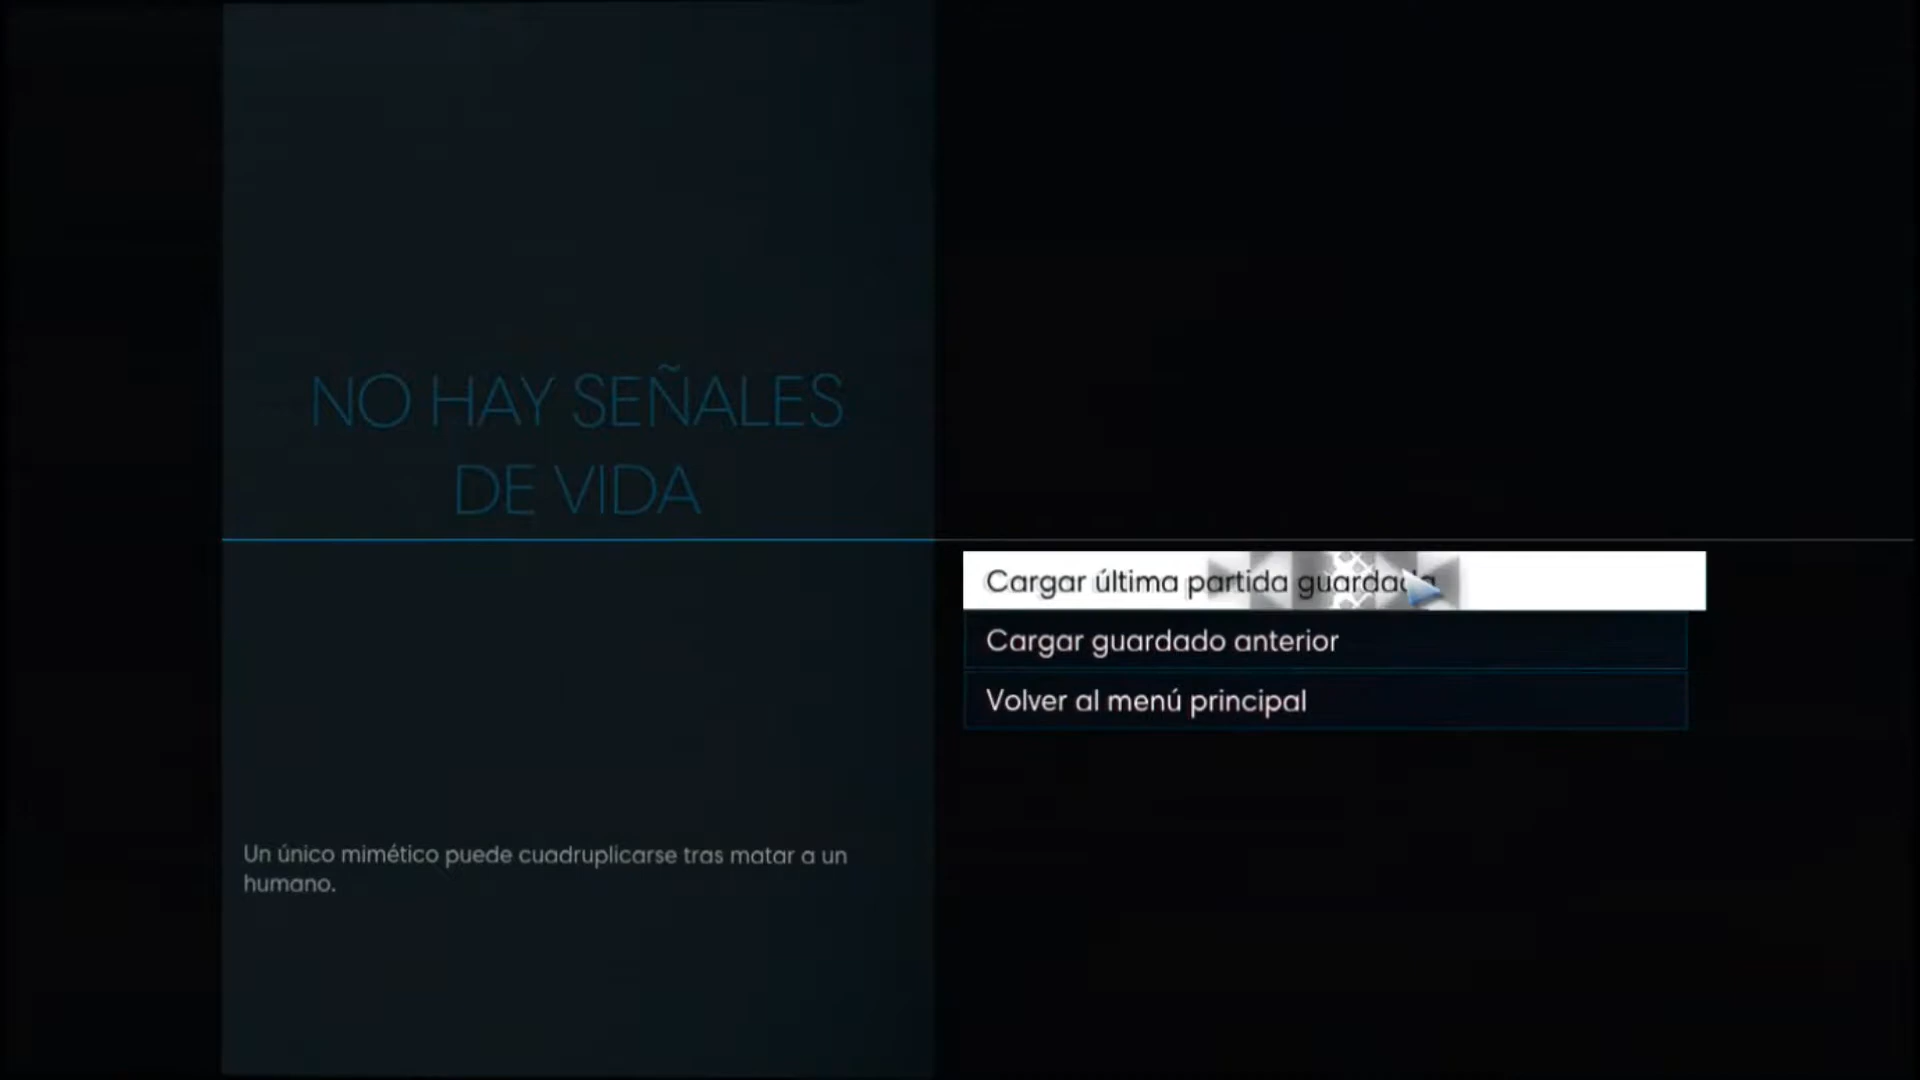 NO HAY SEÑALES
DE VIDA
Cargar última partida guardada
Cargar guardado anterior
Volver al menú principal
Un único mimético puede cuadruplicarse tras matar a un
humano.